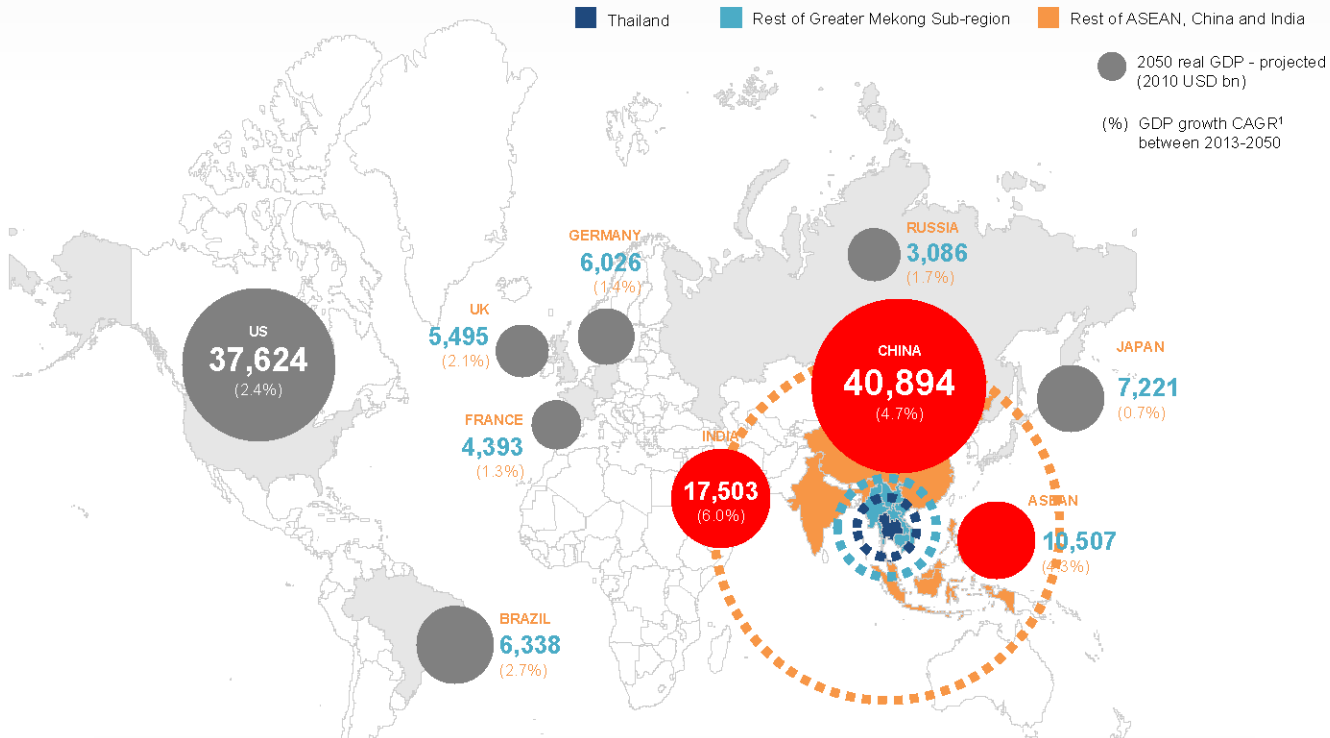 Thailand
Rest of Greater Mekong Sub-region
Rest of ASEAN, China and India
2050 real GDP - projected
(2010 USD bn)
(%) GDP growth CAGR¹
between 2013-2050
RUSSIA
3,086
(1.7%)
GERMANY
6,026
(1.4%)
UK
5,495
(2.1%)
US
37,624
(2.4%)
CHINA
40,894
(4.7%)
JAPAN
7,221
(0.7%)
FRANCE
4,393
(1.3%)
INDIA
17,503
(6.0%)
ASEAN
10,507
(4.3%)
BRAZIL
6,338
(2.7%)